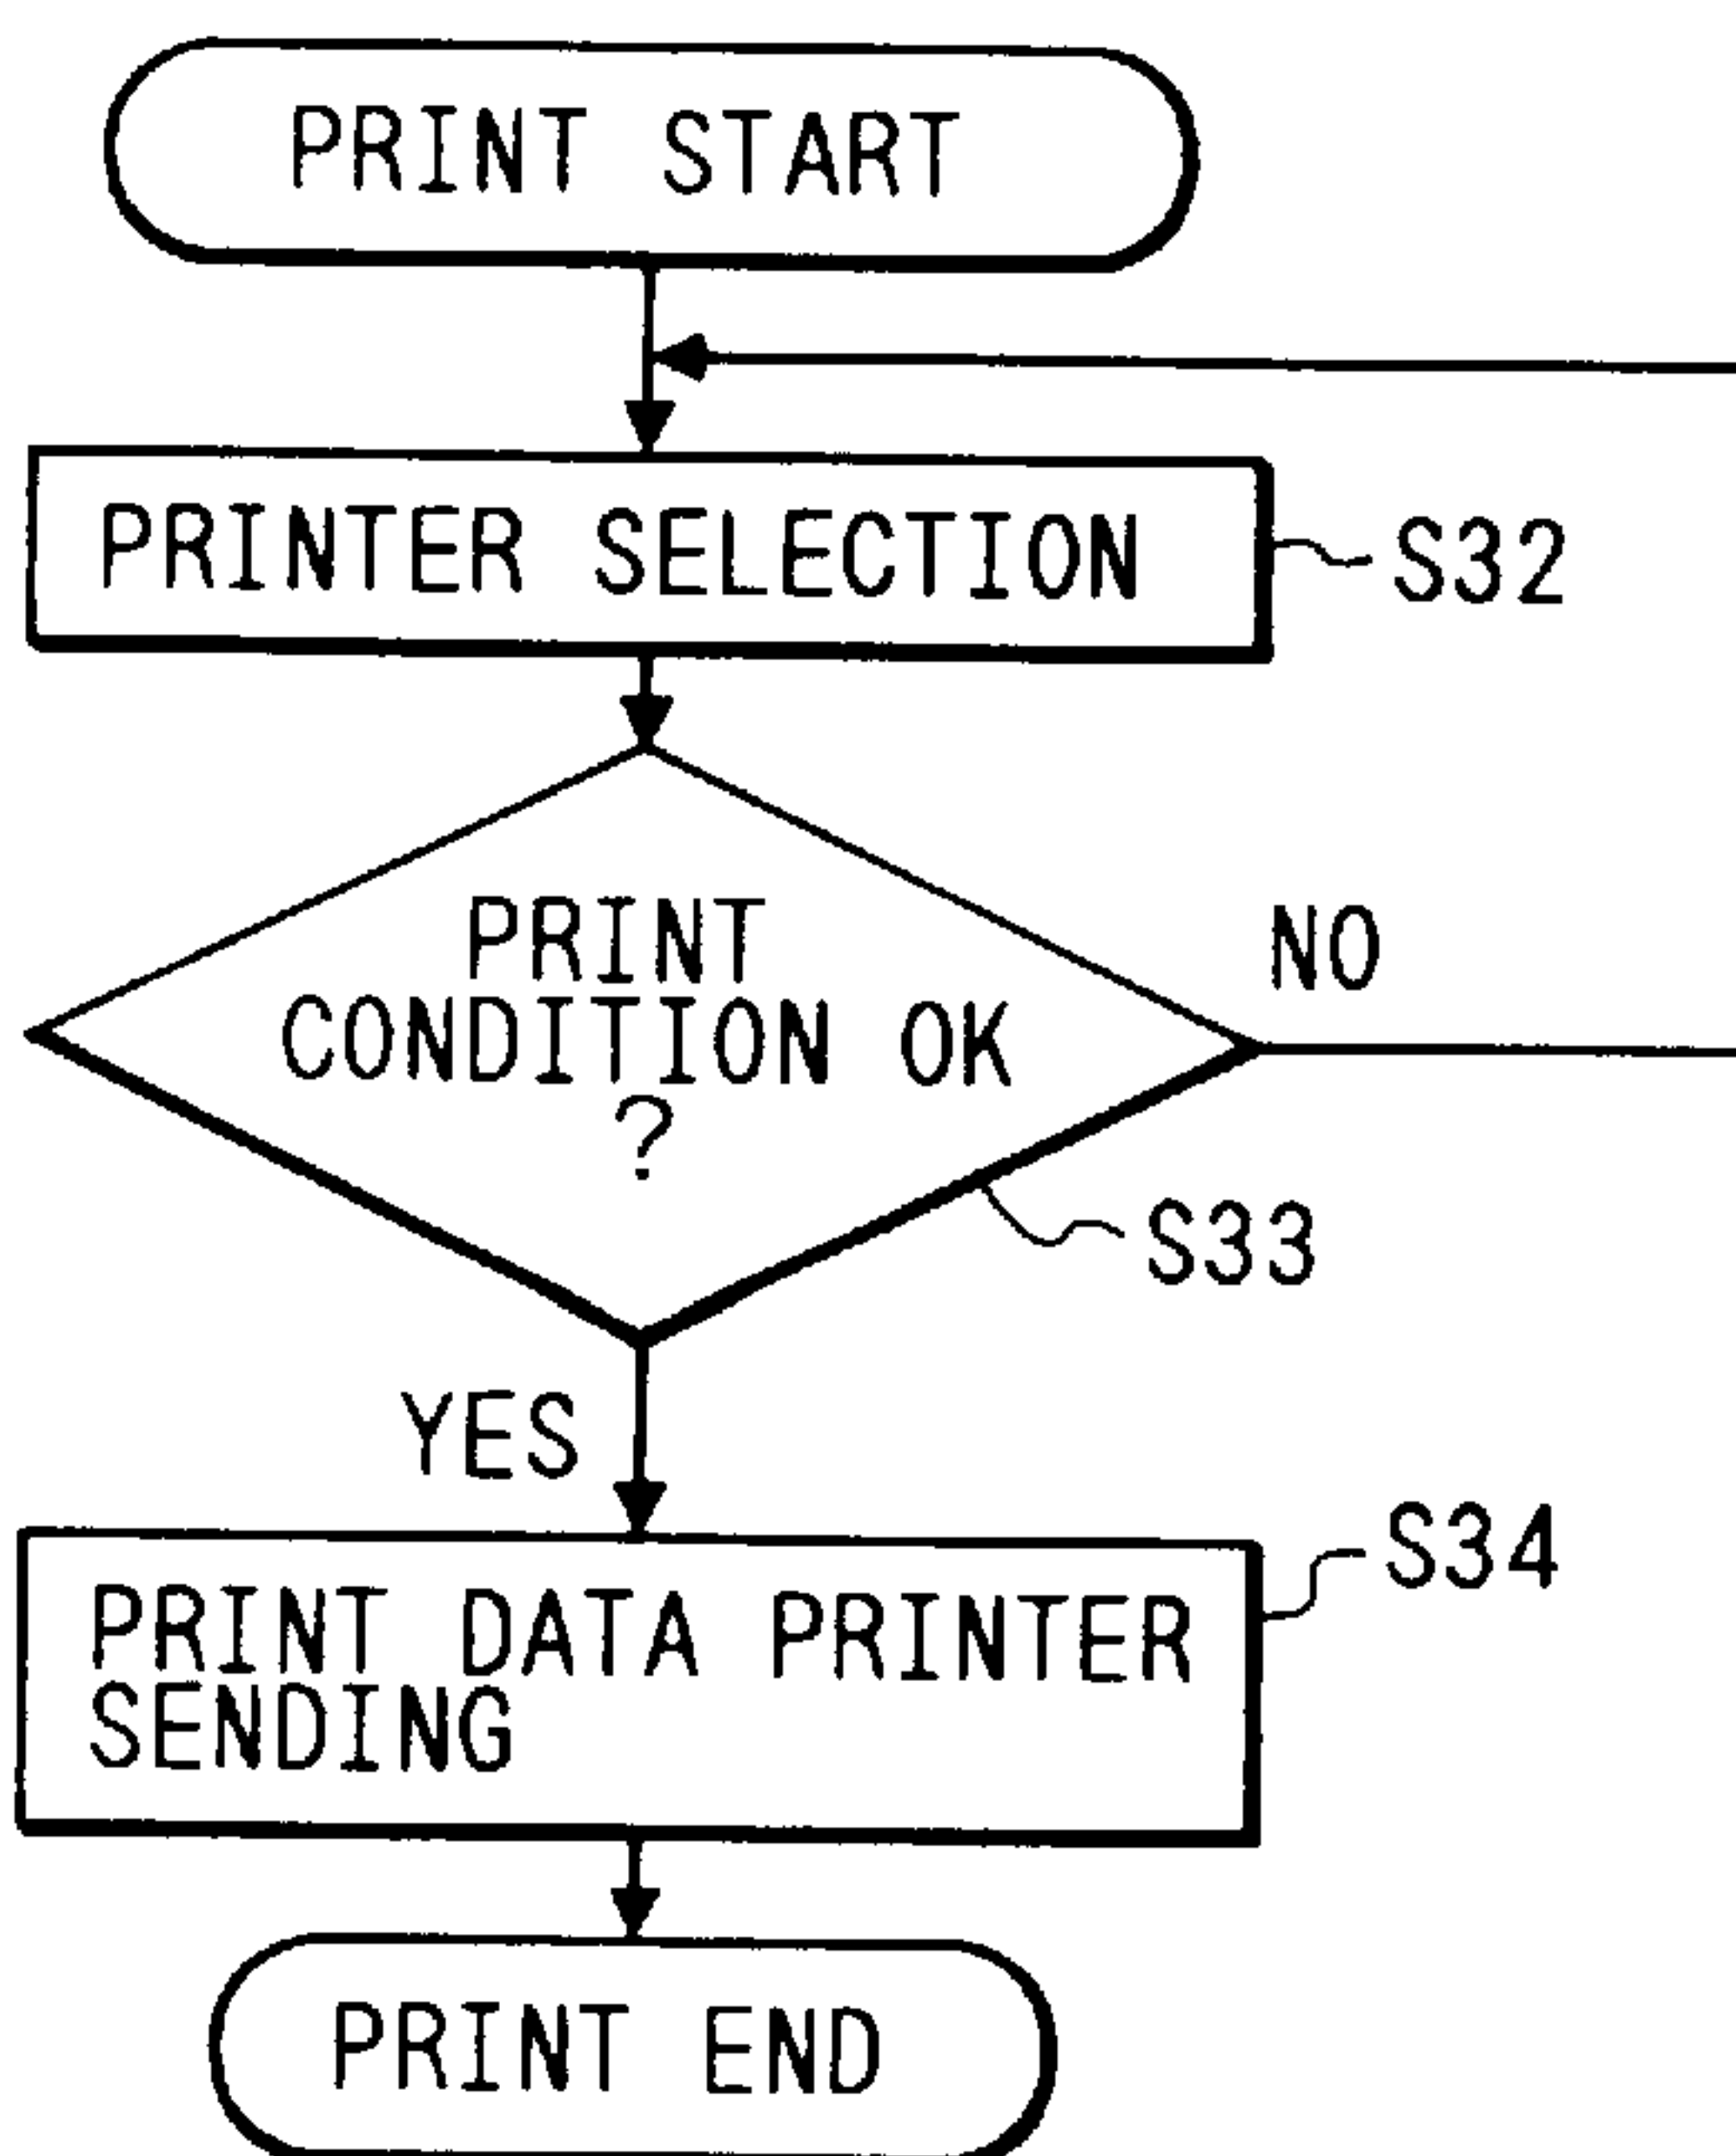 PRINT START
PRINTER SELECTION
S32
PRINT
CONDITION OK
?
NO
S33
YES
S34
PRINT DATA PRINTER
SENDING
PRINT END